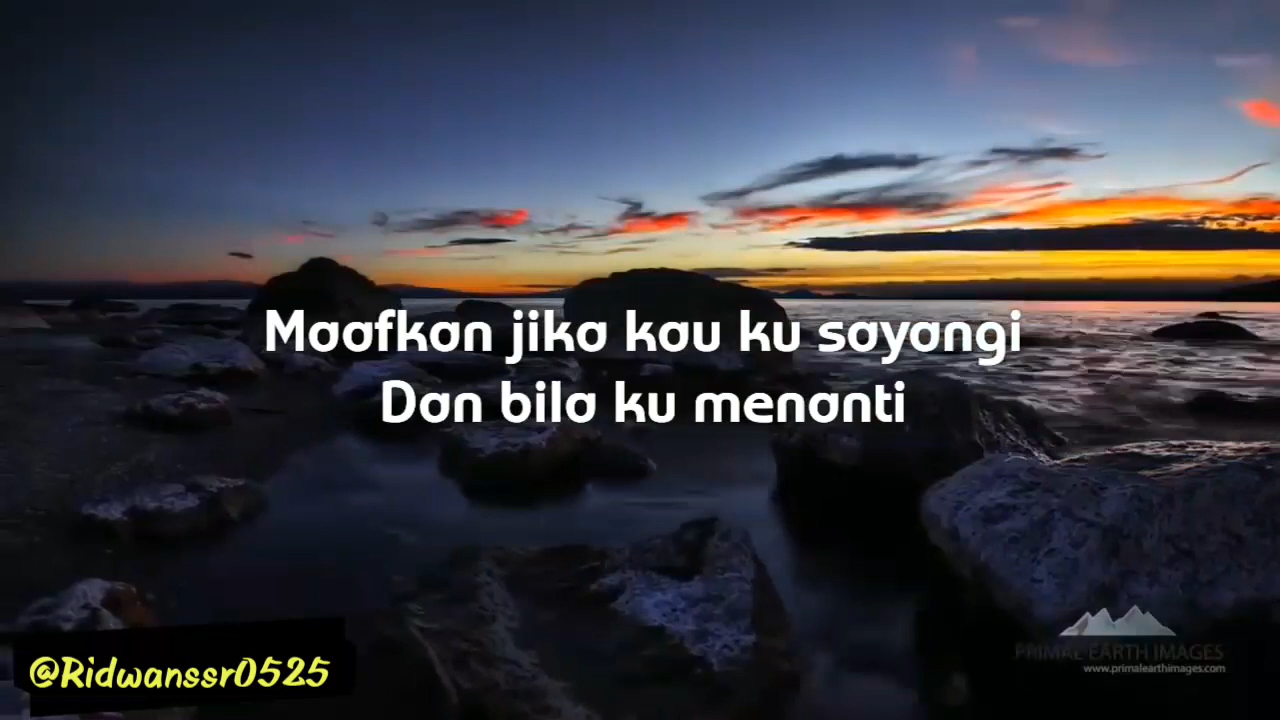 Maafkan jika kau ku sayangi
Dan bila ku menanti
@Ridwanssr0525
PRIMAL EARTH IMAGES
www.primalearthimages.com